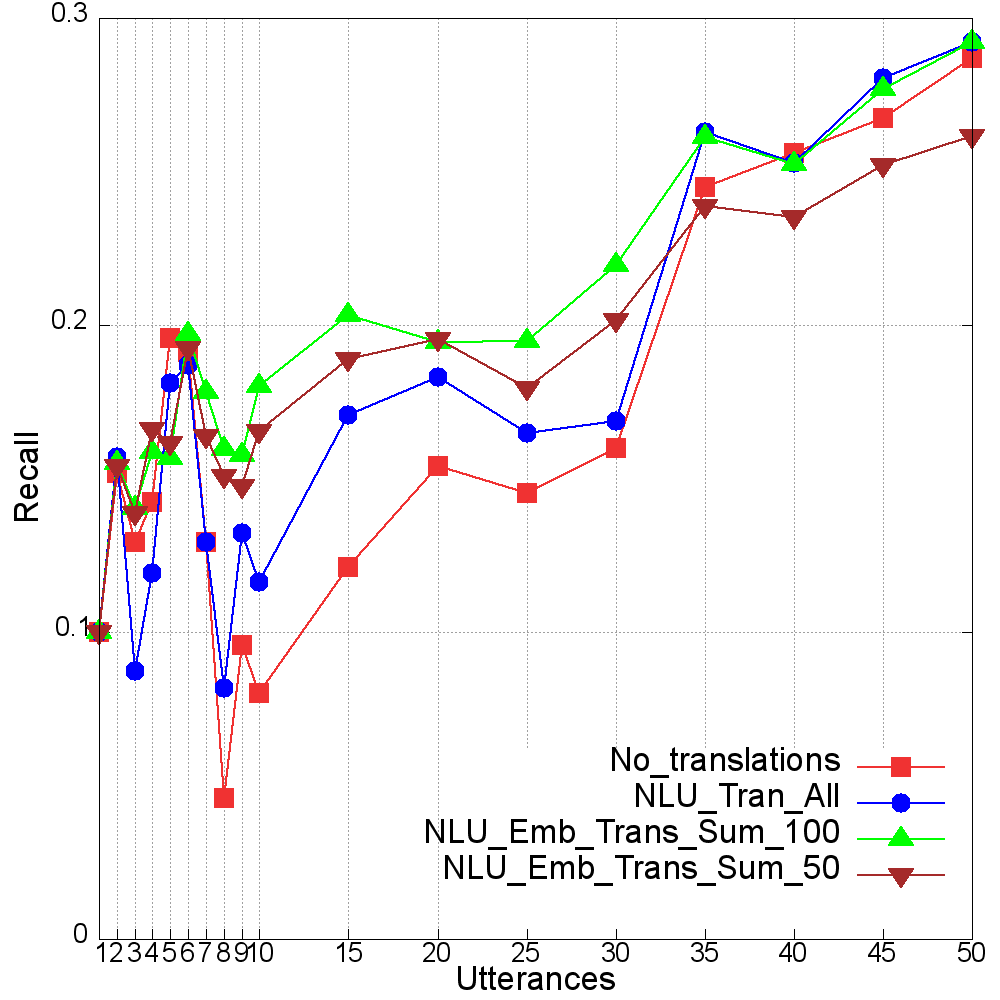 0.3
0.2
0.1
0
Recall
No_translations
NLU_Tran_All
NLU_Emb_Trans_Sum_100
NLU_Emb_Trans_Sum_50
1 2 3 4 5 6 7 8 9 10 15 20 25 30 35 40 45 50
Utterances